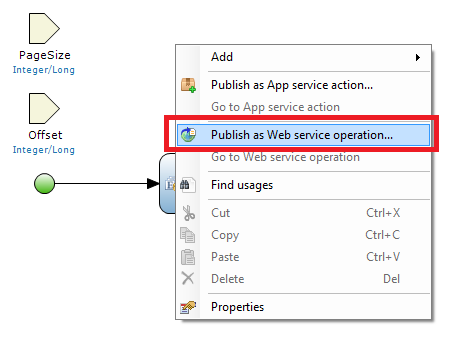 PageSize
Integer/Long
Offset
Integer/Long
Add
Publish as App service action...
Go to App service action
Publish as Web service operation...
Go to Web service operation
Find usages
Cut Ctrl+X
Copy Ctrl+C
Paste Ctrl+V
Delete Del
Properties